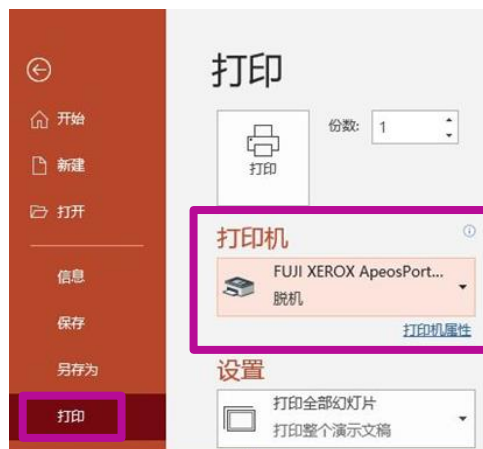 打印
开始
新建
打开
信息
保存
另存为
打印
份数: 1
打印
打印机
FUJI XEROX ApeosPort...
脱机
打印机属性
设置
打印全部幻灯片
打印整个演示文稿